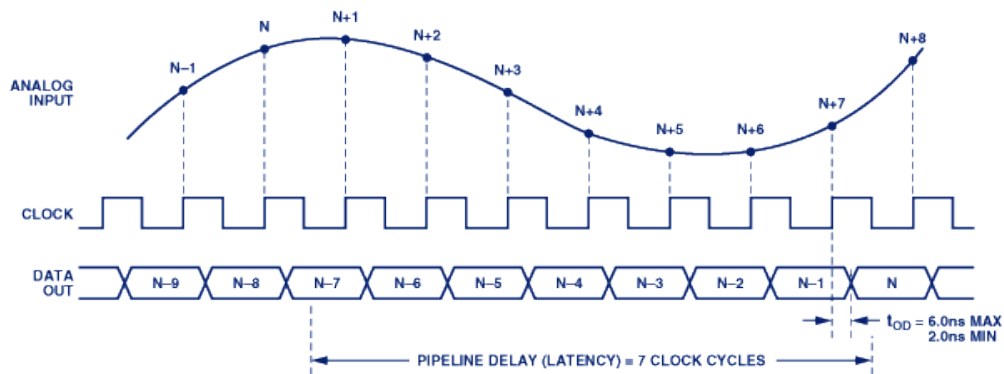 N–1
N
N+1
N+2
N+3
N+4
N+5
N+6
N+7
N+8
ANALOG
INPUT
CLOCK
DATA
OUT
N–9
N–8
N–7
N–6
N–5
N–4
N–3
N–2
N–1
N
tOD = 6.0ns MAX
2.0ns MIN
PIPELINE DELAY (LATENCY) = 7 CLOCK CYCLES